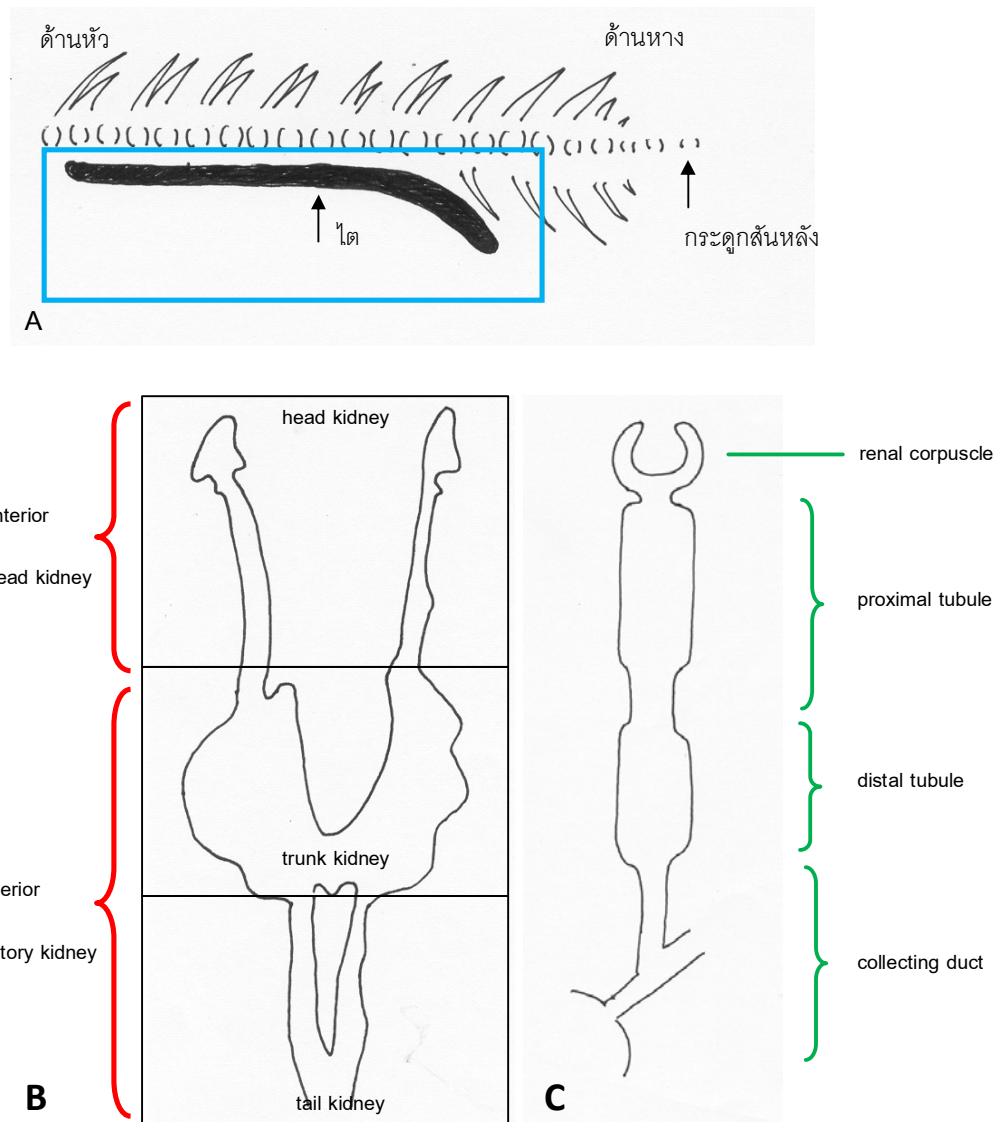 ด้านหัว
ด้านหาง
ไต
กระดูกสันหลัง
A
head kidney
renal corpuscle
nterior
ead kidney
proximal tubule
distal tubule
trunk kidney
erior
tory kidney
collecting duct
tail kidney
B
C